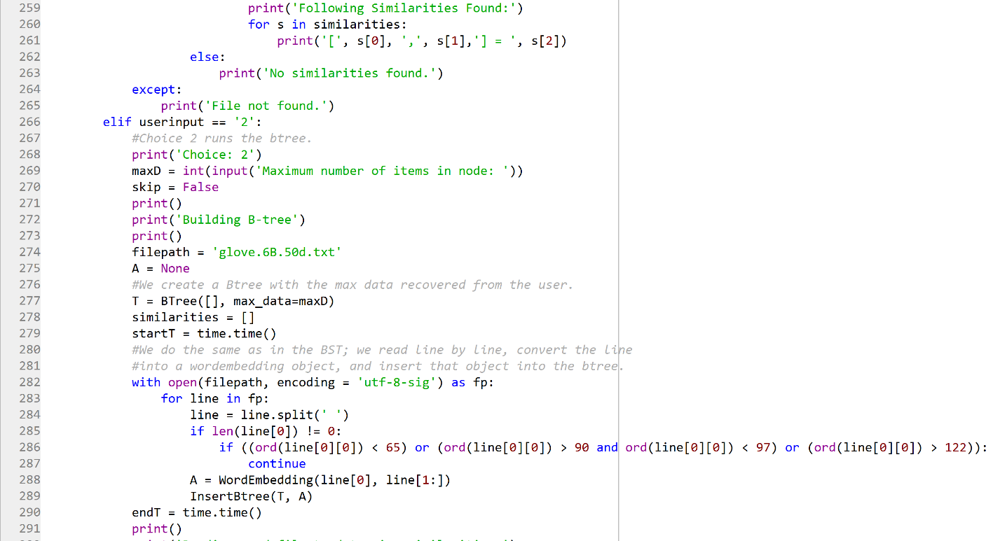 259 print('Following Similarities Found:')
260 for s in similarities:
261 print('[', s[0], ',', s[1],'] = ', s[2])
262 else:
263 print('No similarities found.')
264 except:
265 print('File not found.')
266 elif userinput == '2':
267 #Choice 2 runs the btree.
268 print('Choice: 2')
269 maxD = int(input('Maximum number of items in node: '))
270 skip = False
271 print()
272 print('Building B-tree')
273 print()
274 filepath = 'glove.6B.50d.txt'
275 A = None
276 #We create a Btree with the max data recovered from the user.
277 T = BTree([], max_data=maxD)
278 similarities = []
279 startT = time.time()
280 #We do the same as in the BST; we read line by line, convert the line
281 #into a wordembedding object, and insert that object into the btree.
282 with open(filepath, encoding = 'utf-8-sig') as fp:
283 for line in fp:
284 line = line.split(' ')
285 if len(line[0]) != 0:
286 if ((ord(line[0][0]) < 65) or (ord(line[0][0]) > 90 and ord(line[0][0]) < 97) or (ord(line[0][0]) > 122)):
287 continue
288 A = WordEmbedding(line[0], line[1:])
289 InsertBtree(T, A)
290 endT = time.time()
291 print()